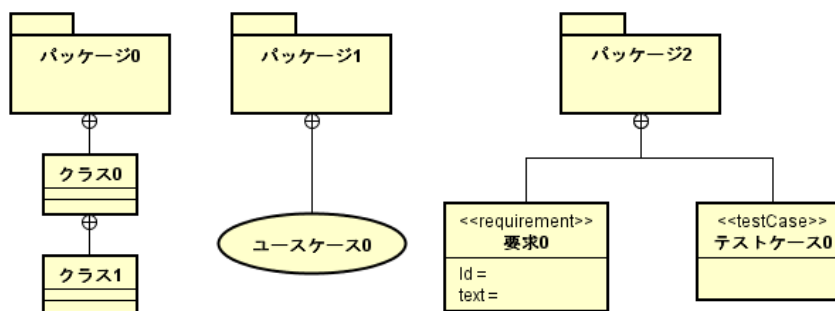 パッケージ0
パッケージ1
パッケージ2
クラス0
クラス1
ユースケース0
<<requirement>>
要求0
Id =
text =
<<testCase>>
テストケース0